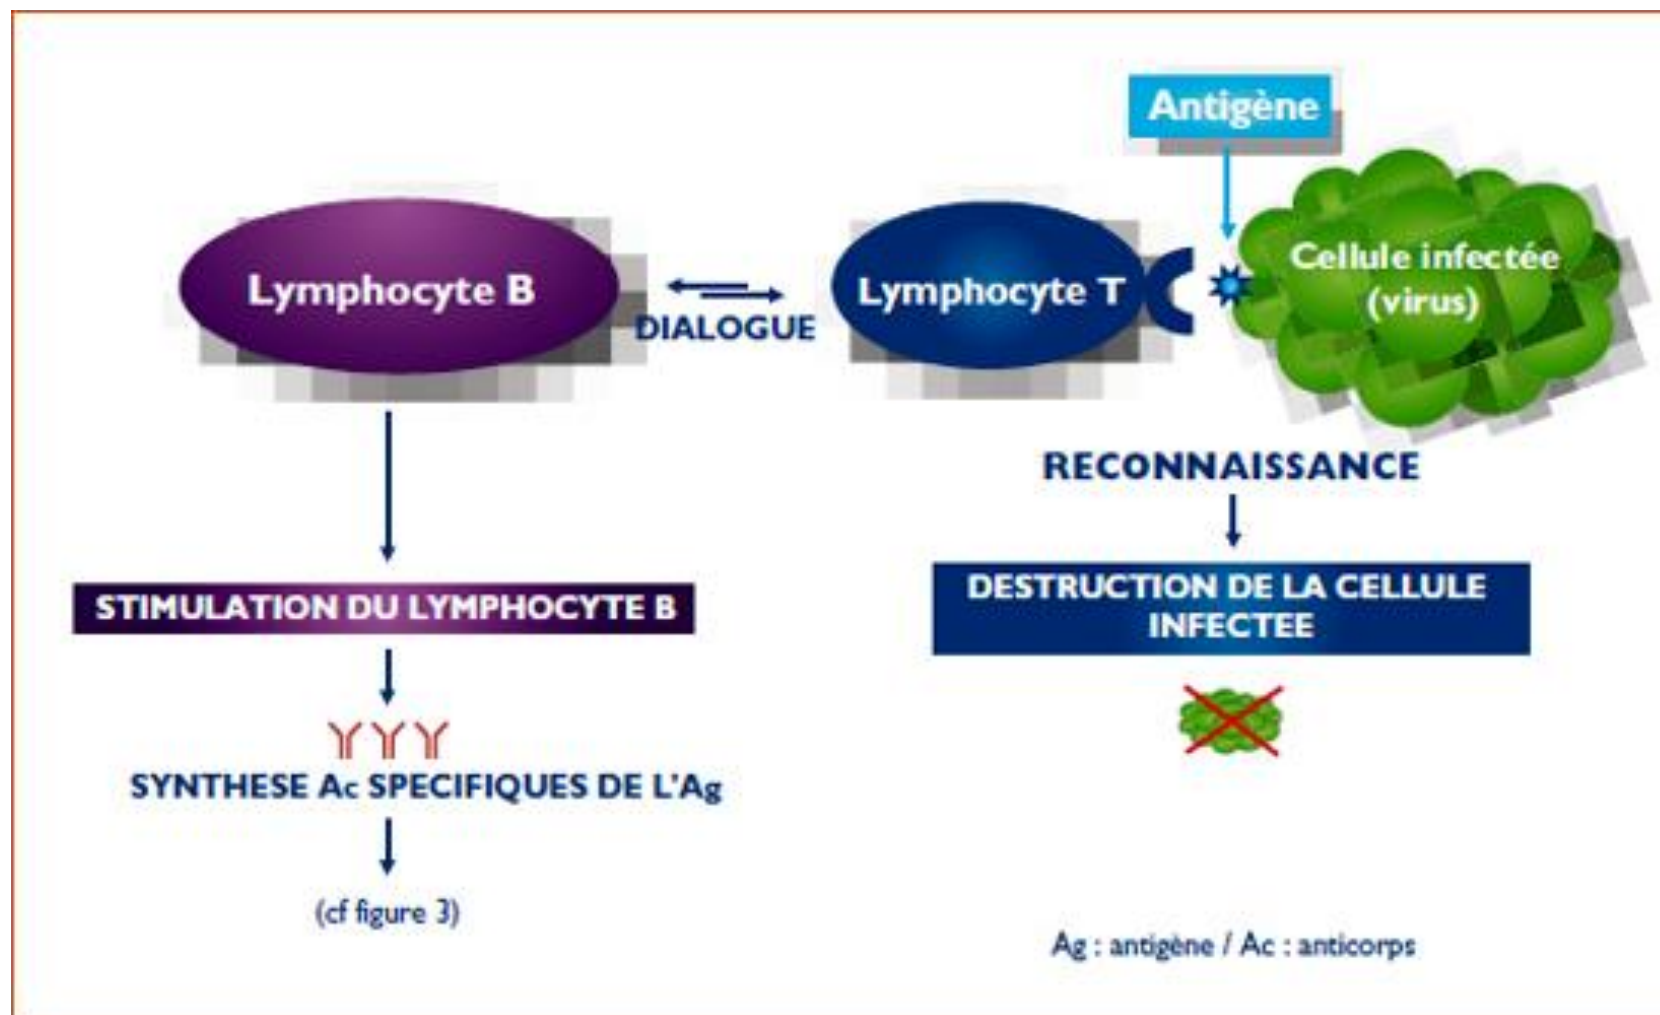 Antigène
Lymphocyte B
DIALOGUE
Lymphocyte T
Cellule infectée
(virus)
RECONNAISSANCE
STIMULATION DU LYMPHOCYTE B
DESTRUCTION DE LA CELLULE
INFECTEE
SYNTHESE Ac SPECIFIQUES DE L'Ag
(cf figure 3)
Ag : antigène / Ac : anticorps